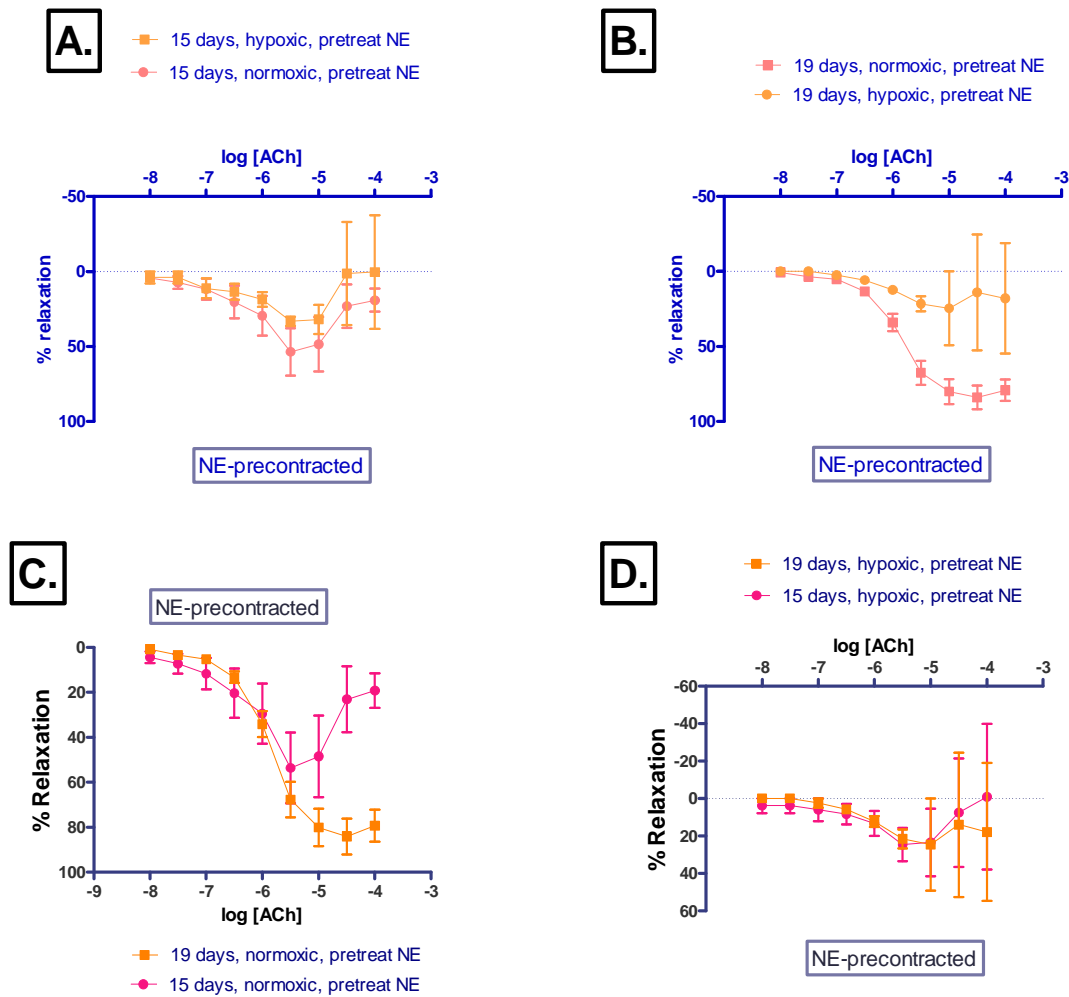 A.
15 days, hypoxic, pretreat NE
15 days, normoxic, pretreat NE
log [ACh]
-8 -7 -6 -5 -4 -3
-50
0
50
100
% relaxation
NE-precontracted
B.
19 days, normoxic, pretreat NE
19 days, hypoxic, pretreat NE
log [ACh]
-8 -7 -6 -5 -4 -3
-50
0
50
100
% relaxation
NE-precontracted
C.
NE-precontracted
0
20
40
60
80
100
% Relaxation
-9 -8 -7 -6 -5 -4 -3
log [ACh]
19 days, normoxic, pretreat NE
15 days, normoxic, pretreat NE
D.
19 days, hypoxic, pretreat NE
15 days, hypoxic, pretreat NE
log [ACh]
-8 -7 -6 -5 -4 -3
-60
-40
-20
0
20
40
60
% Relaxation
NE-precontracted